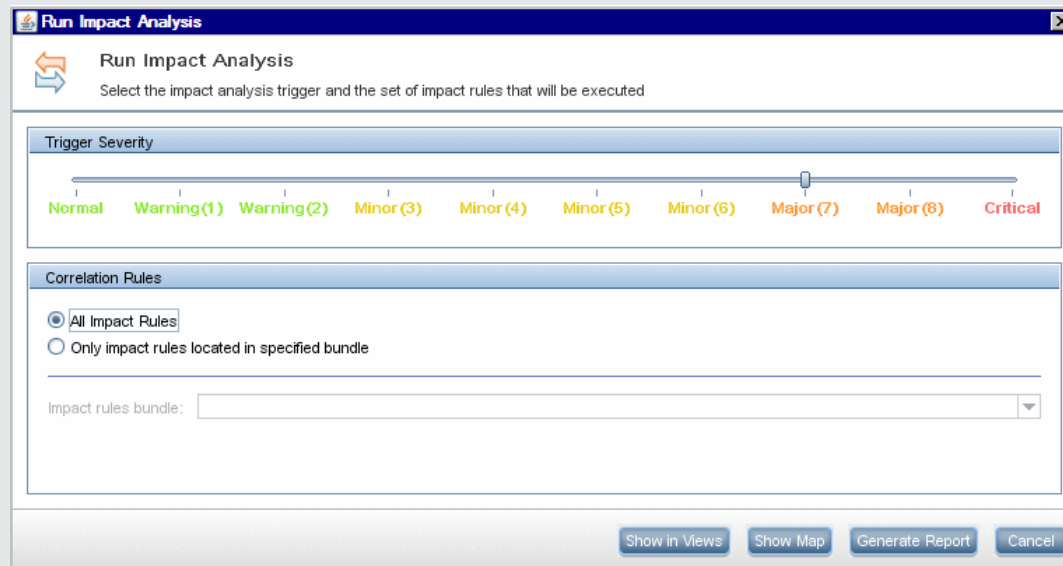 Run Impact Analysis
Run Impact Analysis
Select the impact analysis trigger and the set of impact rules that will be executed
Trigger Severity
Normal Warning(1) Warning(2) Minor(3) Minor(4) Minor(5) Minor(6) Major(7) Major(8) Critical
Correlation Rules
All Impact Rules
Only impact rules located in specified bundle
Impact rules bundle:
Show in Views Show Map Generate Report Cancel